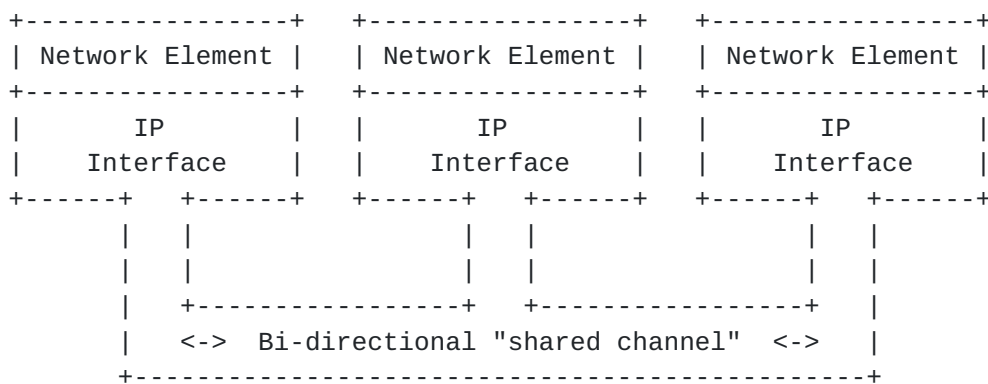 Network Element Network Element Network Element
IP IP IP
Interface Interface Interface
<-> Bi-directional "shared channel" <->